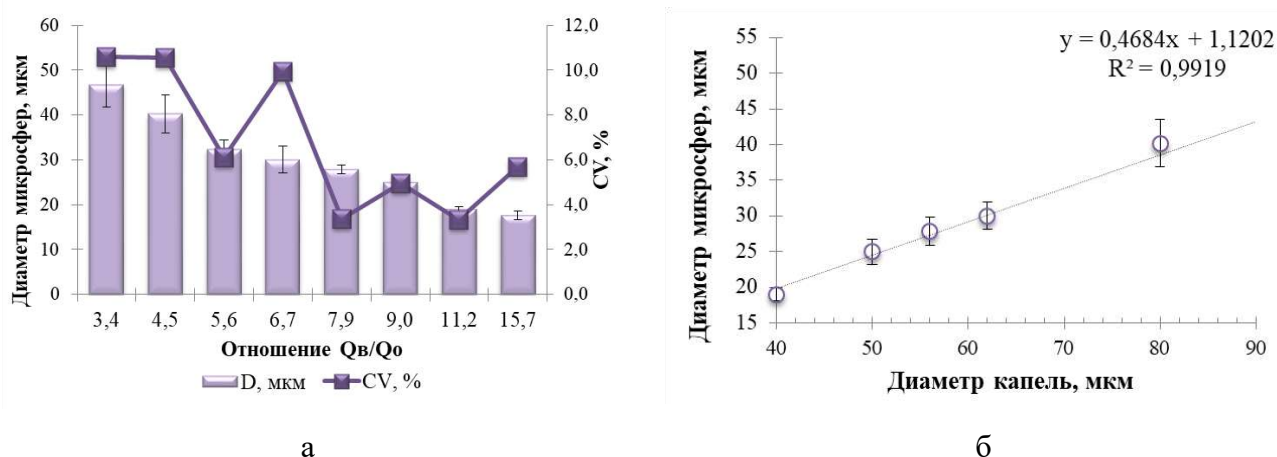 Диаметр микросфер, мкм
60
50
40
30
20
10
0
12,0
10,0
8,0
6,0
4,0
2,0
0,0
CV, %
3,4 4,5 5,6 6,7 7,9 9,0 11,2 15,7
Отношение Qв/Qо
D, мкм CV, %
а
Диаметр микросфер, мкм
55
50
45
40
35
30
25
20
15
y = 0,4684x + 1,1202
R² = 0,9919
40 50 60 70 80 90
Диаметр капель, мкм
б